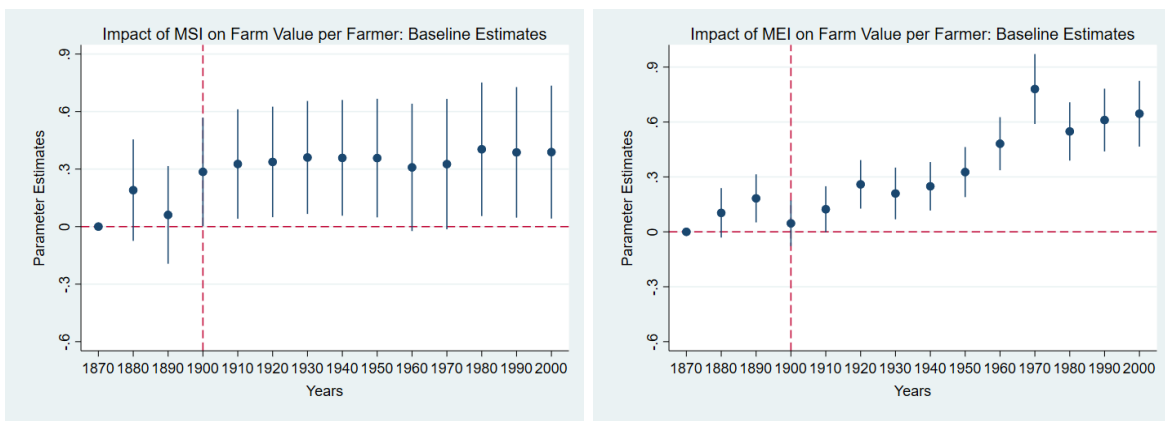 Impact of MSI on Farm Value per Farmer: Baseline Estimates
Parameter Estimates
.9
.6
.3
0
-.3
-.6
1870 1880 1890 1900 1910 1920 1930 1940 1950 1960 1970 1980 1990 2000
Years
Impact of MEI on Farm Value per Farmer: Baseline Estimates
Parameter Estimates
.9
.6
.3
0
-.3
-.6
1870 1880 1890 1900 1910 1920 1930 1940 1950 1960 1970 1980 1990 2000
Years